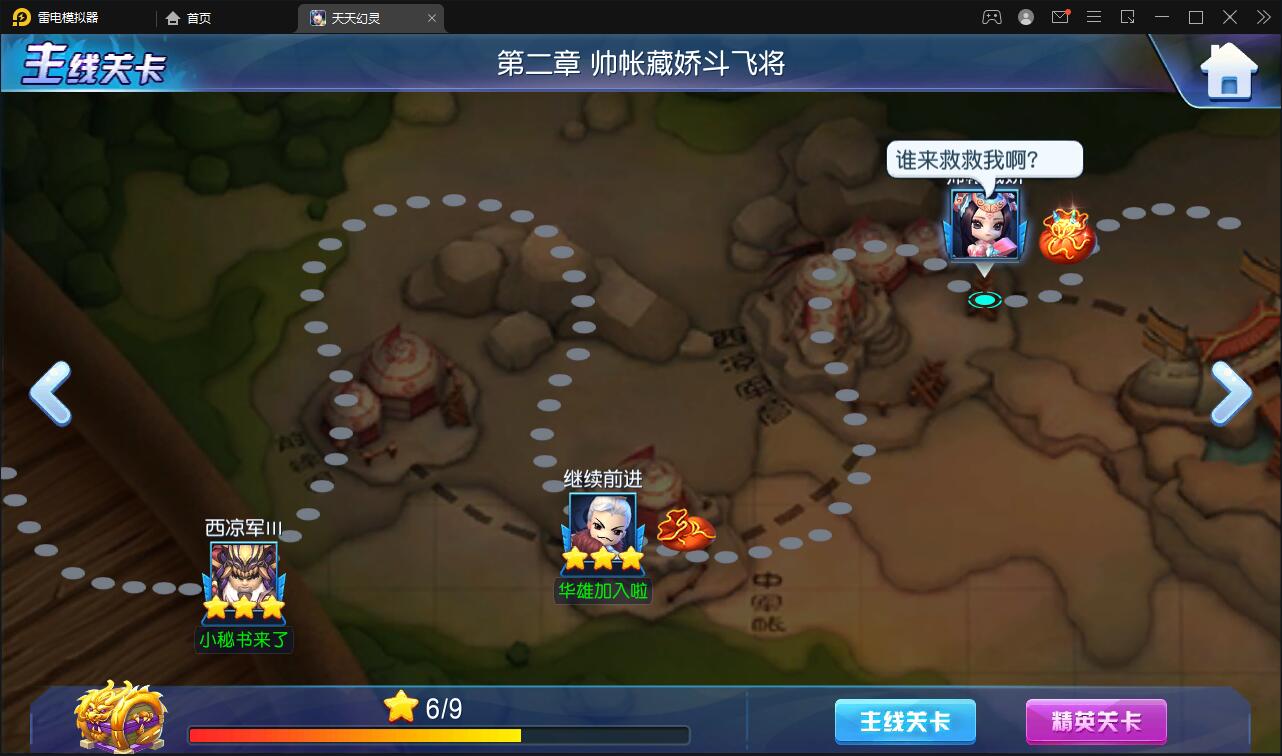 雷电模拟器
首页
天天幻灵
主线关卡
第二章 帅帐藏娇斗飞将
谁来救救我啊？
继续前进
西凉军III
华雄加入啦
小秘书来了
中军帐
6/9
主线关卡
精英关卡